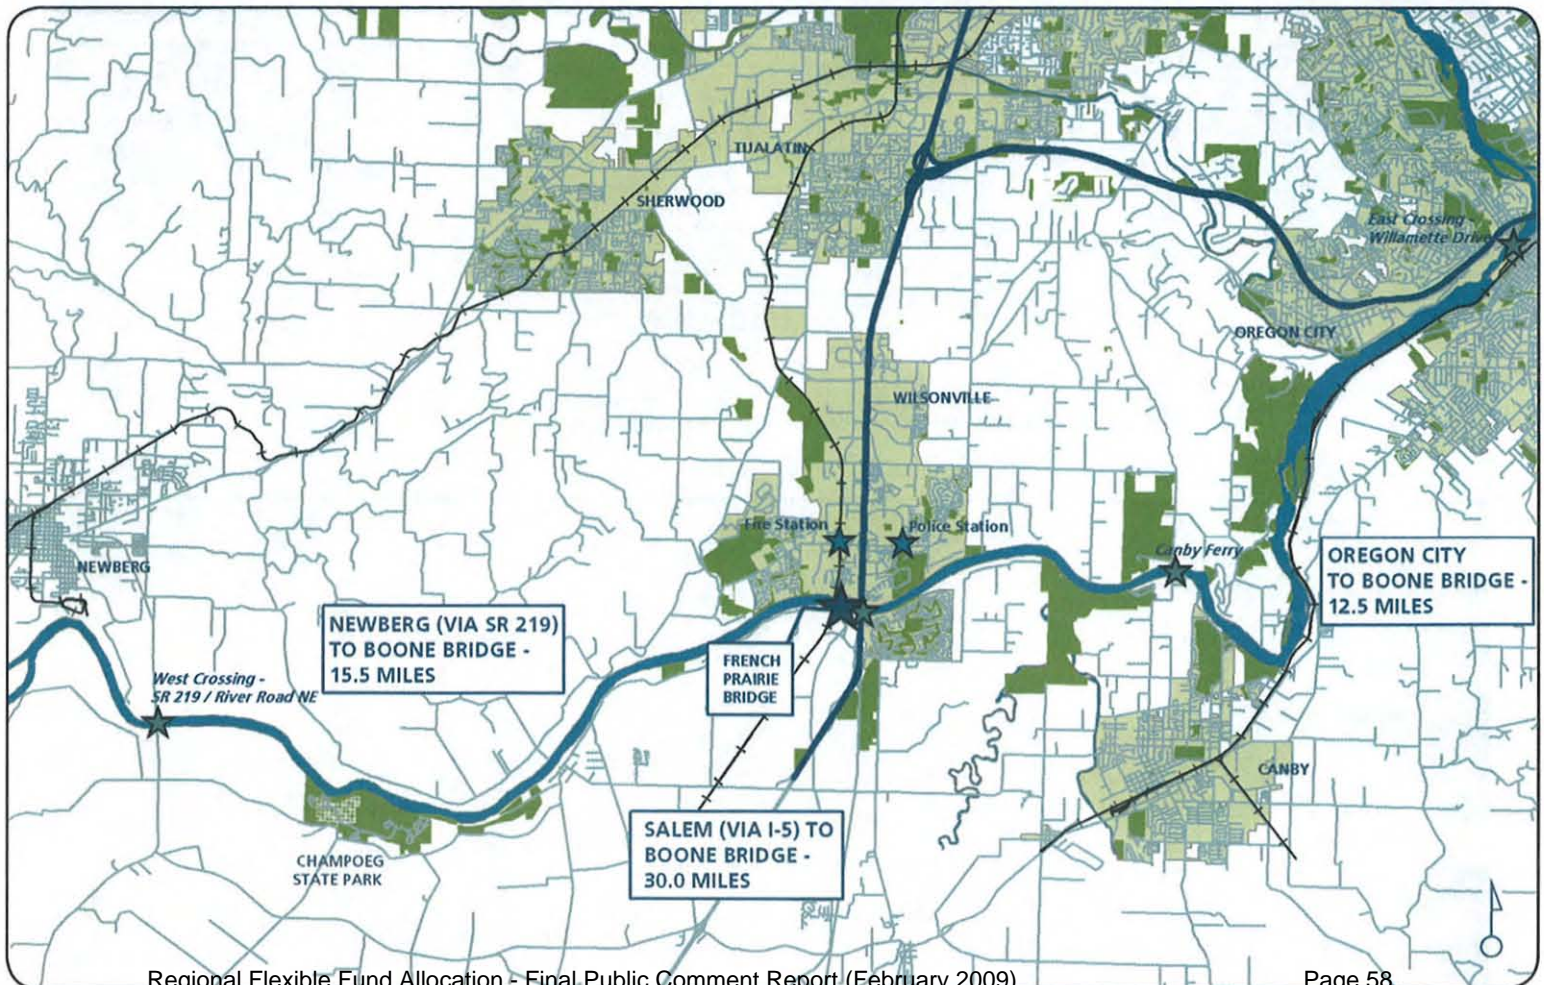 TUALATIN
SHERWOOD
East Crossing -
Willamette Drive
OREGON CITY
WILSONVILLE
Fire Station
Police Station
Canby Ferry
NEWBERG
OREGON CITY
TO BOONE BRIDGE -
12.5 MILES
NEWBERG (VIA SR 219)
TO BOONE BRIDGE -
15.5 MILES
FRENCH
PRAIRIE
BRIDGE
West Crossing -
SR 219 / River Road NE
CANBY
SALEM (VIA I-5) TO
BOONE BRIDGE -
30.0 MILES
CHAMPOEG
STATE PARK
Regional Flexible Fund Allocation - Final Public Comment Report (February 2009)
Page 58